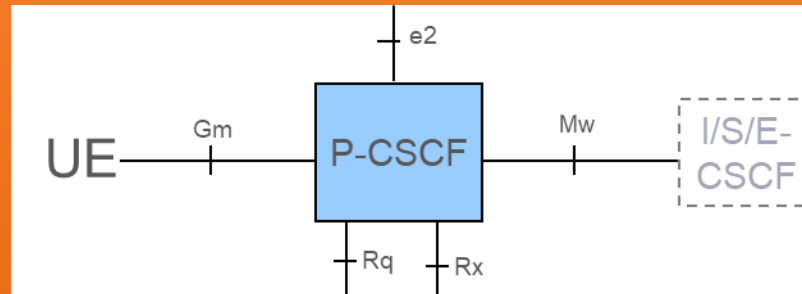 e2
Gm
Mw
UE
P-CSCF
I/S/E-
CSCF
Rq
Rx